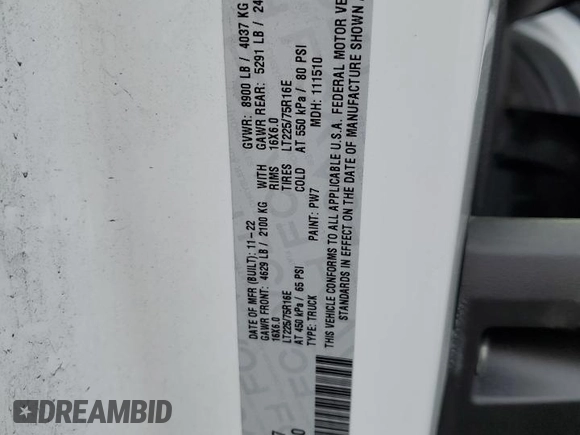 DATE OF MFR (BUILT): 11-22 GVWR: 8900 LB / 4037 KG
GAWR FRONT: 4629 LB / 2100 KG WITH GAWR REAR: 5291 LB / 24
16X6.0 RIMS 16X6.0
LT225/75R16E TIRES LT225/75R16E
AT 450 kPa / 65 PSI COLD AT 550 kPa / 80 PSI
TYPE: TRUCK PAINT: PW7 MDH: 111510
THIS VEHICLE CONFORMS TO ALL APPLICABLE U.S.A. FEDERAL MOTOR VE
STANDARDS IN EFFECT ON THE DATE OF MANUFACTURE SHOWN A
DREAMBID